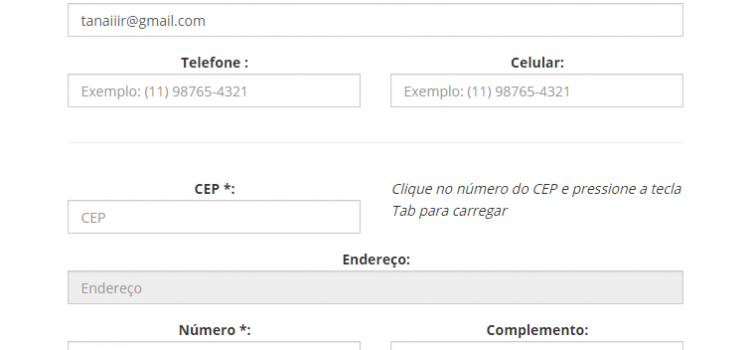 tanaiiir@gmail.com
Telefone : Celular:
Exemplo: (11) 98765-4321 Exemplo: (11) 98765-4321
CEP *: Clique no número do CEP e pressione a tecla
CEP Tab para carregar
Endereço:
Endereço
Número *: Complemento: